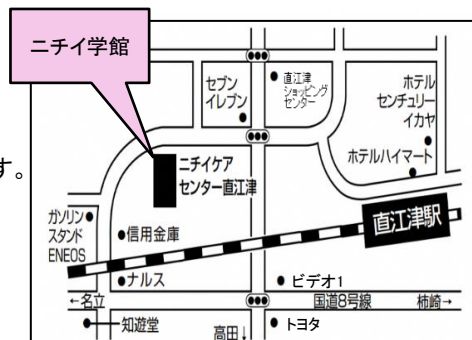 ニチイ学館
す。
セブン
イレブン
直江津
ショッピング
センター
ホテル
センチュリー
イカヤ
ホテルハイマート
ニチイケア
センター直江津
ガソリン
スタンド
ENEOS
信用金庫
直江津駅
ナルス
ビデオ1
←名立
国道8号線
柿崎→
知遊堂
高田↓
トヨタ